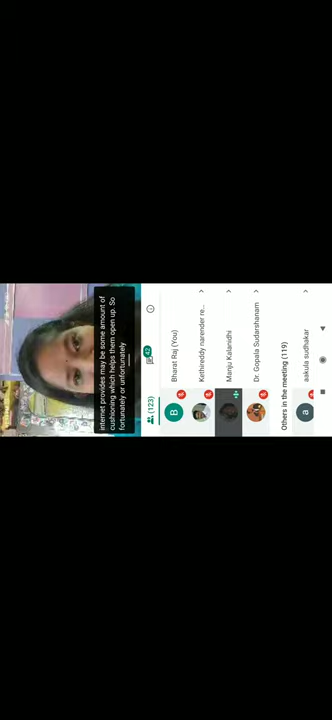 internet provides may be some amount of
cushioning which helps them open up. So
fortunately or unfortunately
(123)
42
B
Bharat Raj (You)
Kethireddy narender re...
Manju Kalanidhi
Dr. Gopala Sudarshanam
Others in the meeting (119)
a
aakula sudhakar